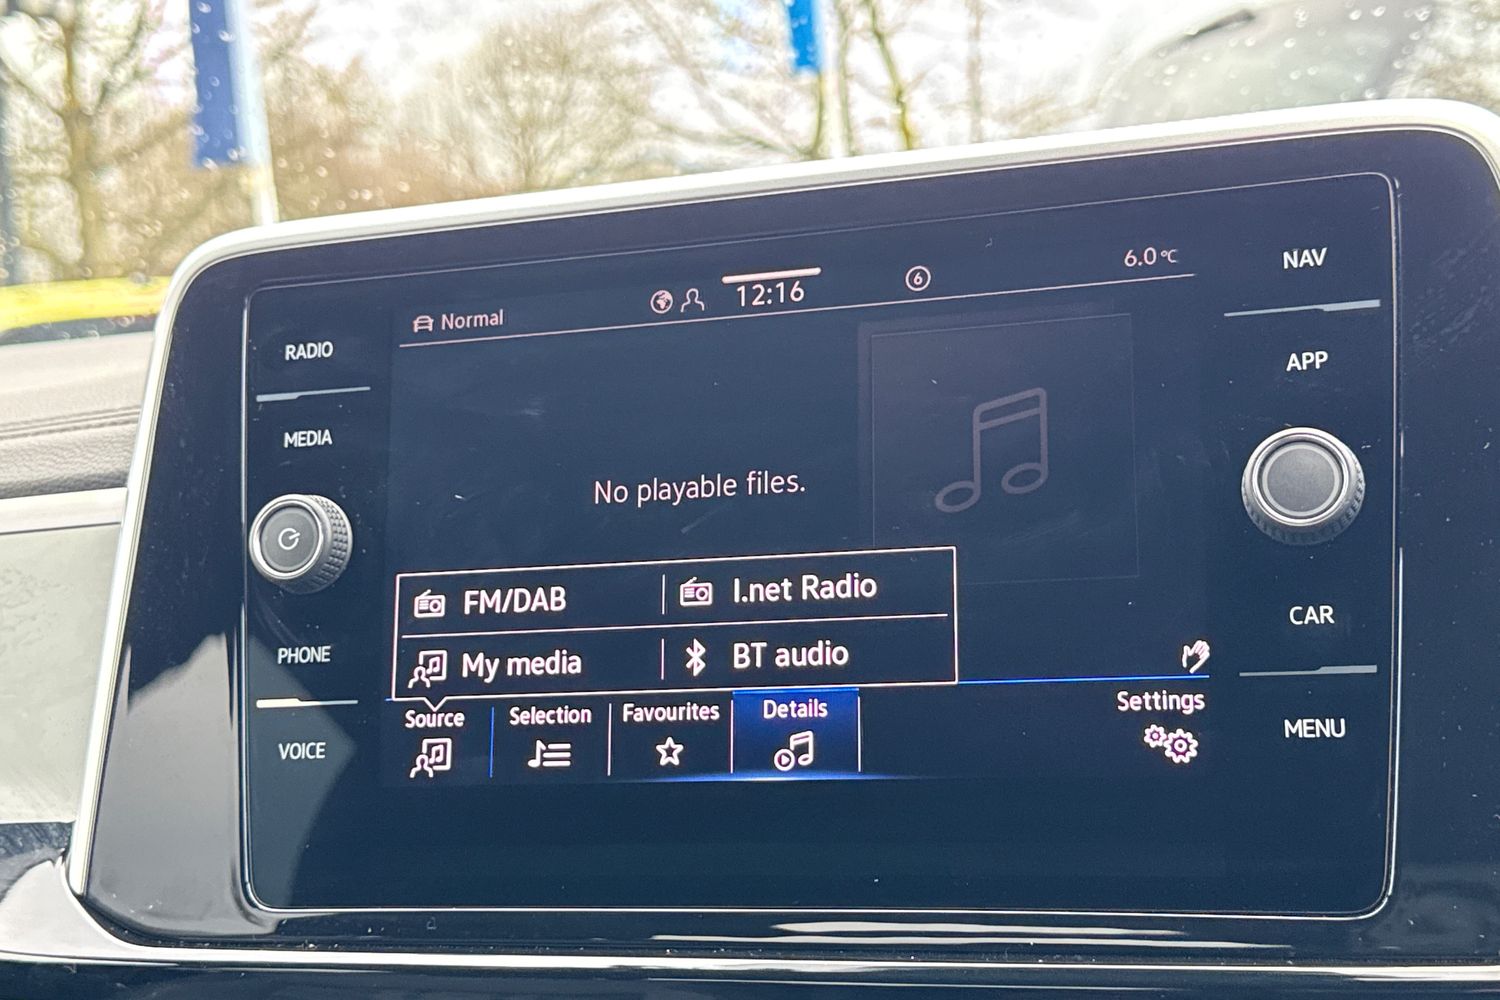 NAV
6.0°C
6
12:16
Normal
RADIO
APP
MEDIA
No playable files.
FM/DAB
I.net Radio
CAR
PHONE
My media
BT audio
Source
Selection
Favourites
Details
Settings
MENU
VOICE